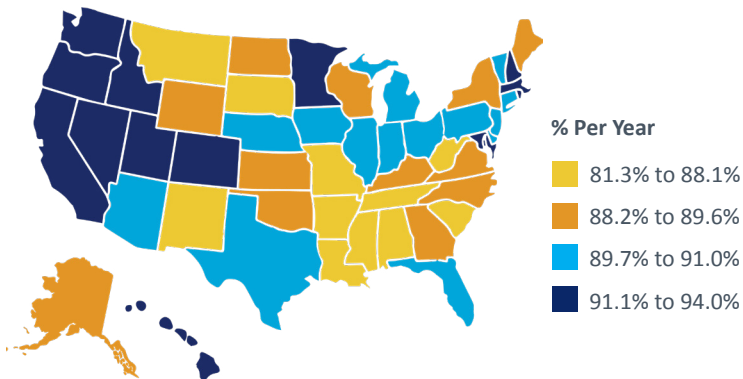 % Per Year
81.3% to 88.1%
88.2% to 89.6%
89.7% to 91.0%
91.1% to 94.0%